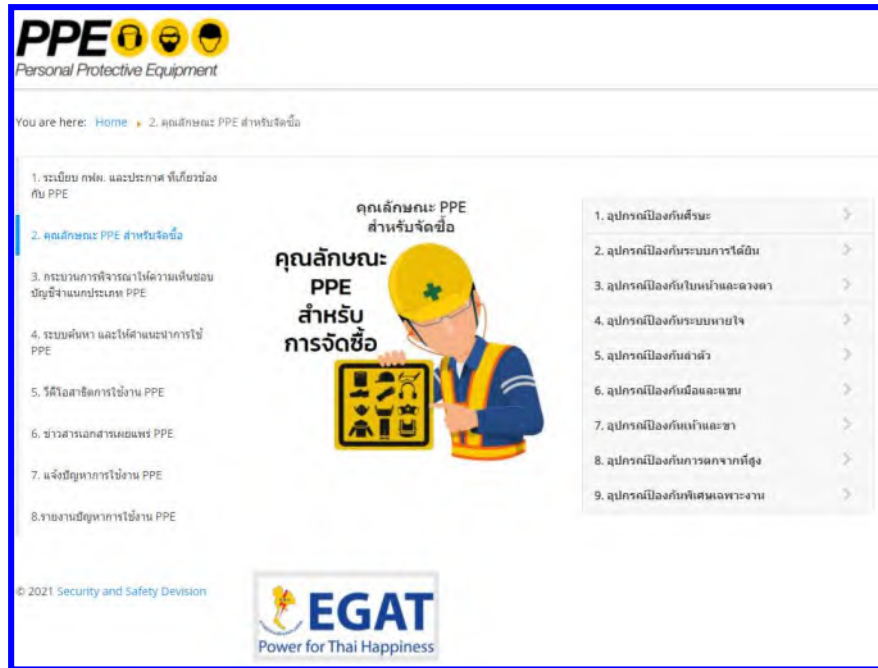 PPE
Personal Protective Equipment
You are here: Home 2. คุณลักษณะ PPE สำหรับจัดซื้อ
1. ระเบียบ กฟผ. และประกาศ ที่เกี่ยวข้อง
กับ PPE
2. คุณลักษณะ PPE สำหรับจัดซื้อ
3. กระบวนการพิจารณาให้ความเห็นชอบ
บัญชีจำแนกประเภท PPE
4. ระบบค้นหา และให้คำแนะนำการใช้
PPE
5. วีดีโอสาธิตการใช้งาน PPE
6. ข่าวสารเอกสารเผยแพร่ PPE
7. แจ้งปัญหาการใช้งาน PPE
8.รายงานปัญหาการใช้งาน PPE
คุณลักษณะ PPE
สำหรับจัดซื้อ
คุณลักษณะ
PPE
สำหรับ
การจัดซื้อ
1. อุปกรณ์ป้องกันศีรษะ
2. อุปกรณ์ป้องกันระบบการได้ยิน
3. อุปกรณ์ป้องกันใบหน้าและดวงตา
4. อุปกรณ์ป้องกันระบบหายใจ
5. อุปกรณ์ป้องกันลำตัว
6. อุปกรณ์ป้องกันมือและแขน
7. อุปกรณ์ป้องกันเท้าและขา
8. อุปกรณ์ป้องกันการตกจากที่สูง
9. อุปกรณ์ป้องกันพิเศษเฉพาะงาน
© 2021 Security and Safety Devision
EGAT
Power for Thai Happiness